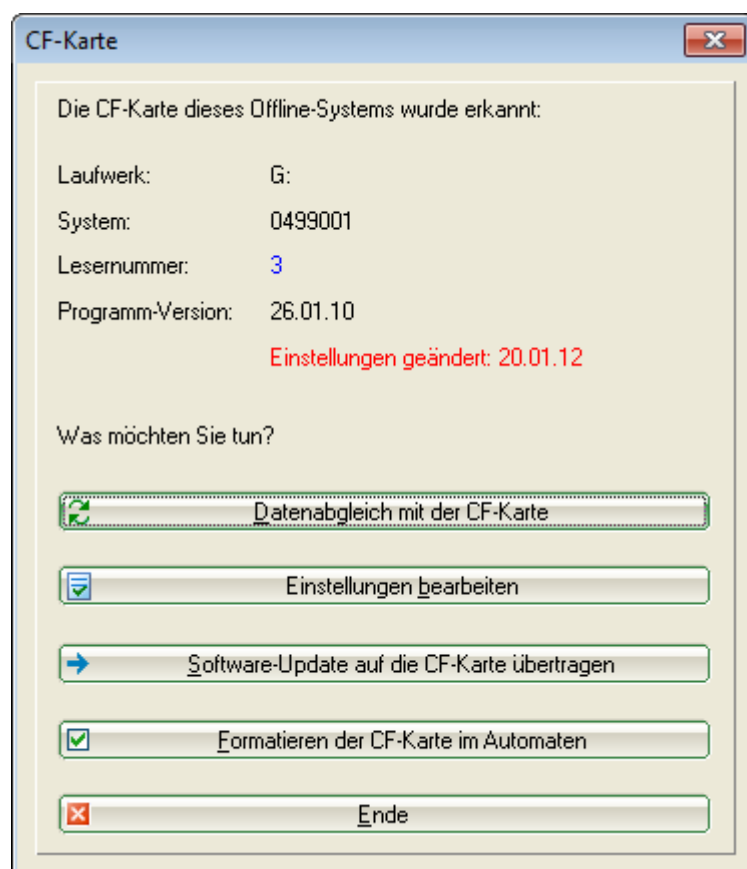 CF-Karte
Die CF-Karte dieses Offline-Systems wurde erkannt:
Laufwerk: G:
System: 0499001
Lesernummer: 3
Programm-Version: 26.01.10
Einstellungen geändert: 20.01.12
Was möchten Sie tun?
Datenabgleich mit der CF-Karte
Einstellungen bearbeiten
Software-Update auf die CF-Karte übertragen
Formatieren der CF-Karte im Automaten
Ende